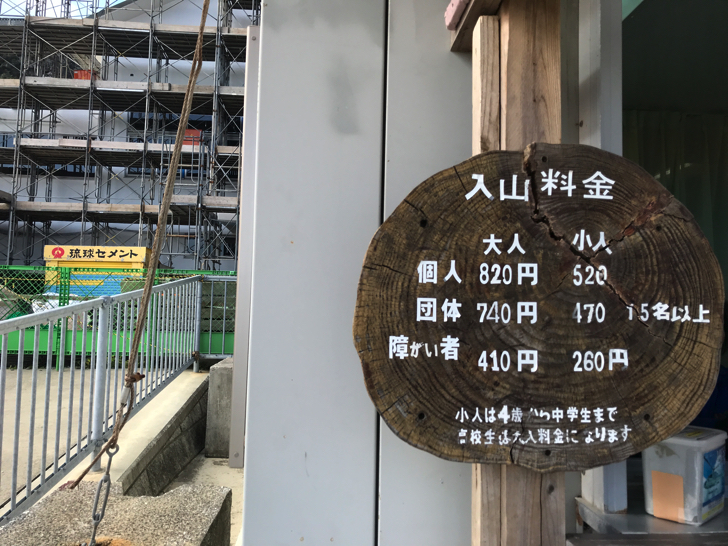 琉球セメント
入山料金
大人 小人
個人 820円 520
団体 740円 470 15名以上
障がい者 410円 260円
小人は4歳から中学生まで
高校生は大人料金になります